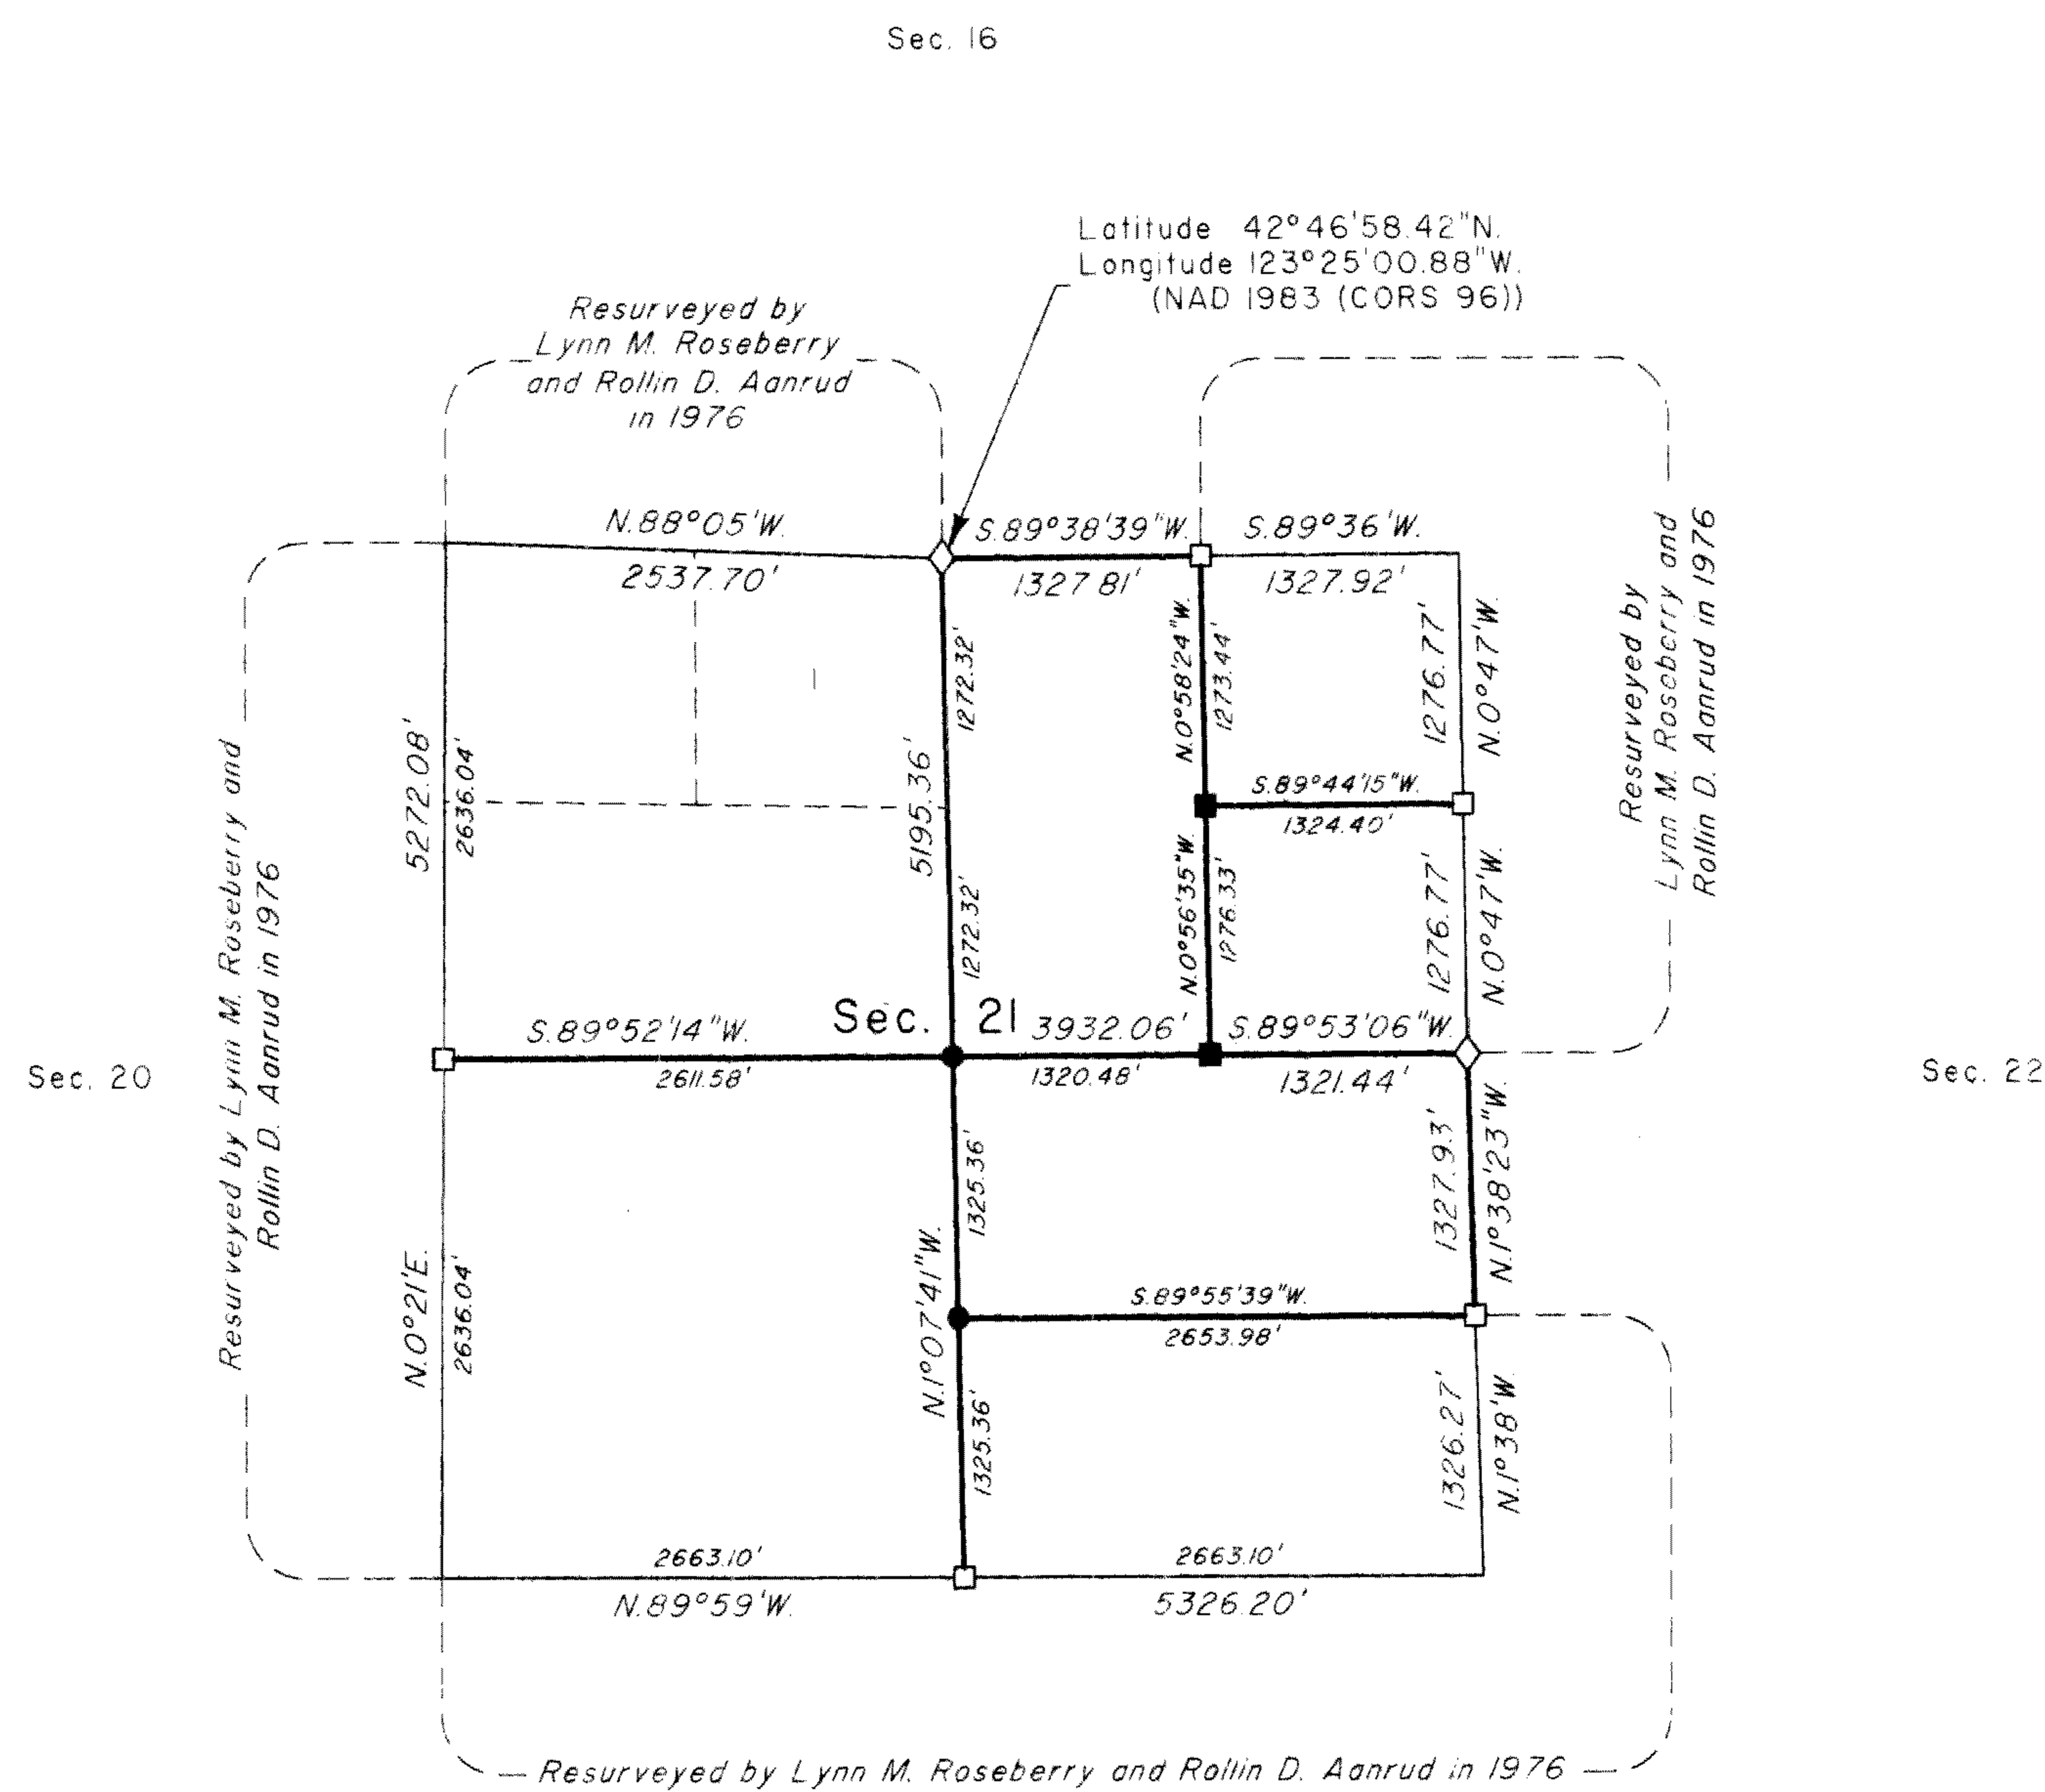 Sec. 16
Latitude 42°46'58.42"N.
Longitude 123°25'00.88"W.
(NAD 1983 (CORS 96))
Resurveyed by
Lynn M. Roseberry
and Rollin D. Aanrud
in 1976
N.88°05'W.
2537.70'
S.89°38'39"W.
1327.81'
S.89°36'W.
1327.92'
5272.08'
2636.04'
1272.32'
5195.36'
1272.32'
N.0°58'24"W.
1273.44'
1276.77'
N.0°47'W.
S.89°44'15"W.
1324.40'
N.0°56'35"W.
1276.33'
1276.77'
N.0°47'W.
Resurveyed by
Lynn M. Roseberry and
Rollin D. Aanrud in 1976
Resurveyed by Lynn M. Roseberry and
Rollin D. Aanrud in 1976
Sec. 21
S.89°52'14"W.
2611.58'
3932.06'
1320.48'
S.89°53'06"W.
1321.44'
Sec. 20
Sec. 22
N.0°21'E.
2636.04'
1325.36'
N.1°07'41"W.
1325.36'
1327.93'
N.1°38'23"W.
S.89°55'39"W.
2653.98'
1326.27'
N.1°38'W.
2663.10'
N.89°59'W.
2663.10'
5326.20'
Resurveyed by Lynn M. Roseberry and Rollin D. Aanrud in 1976